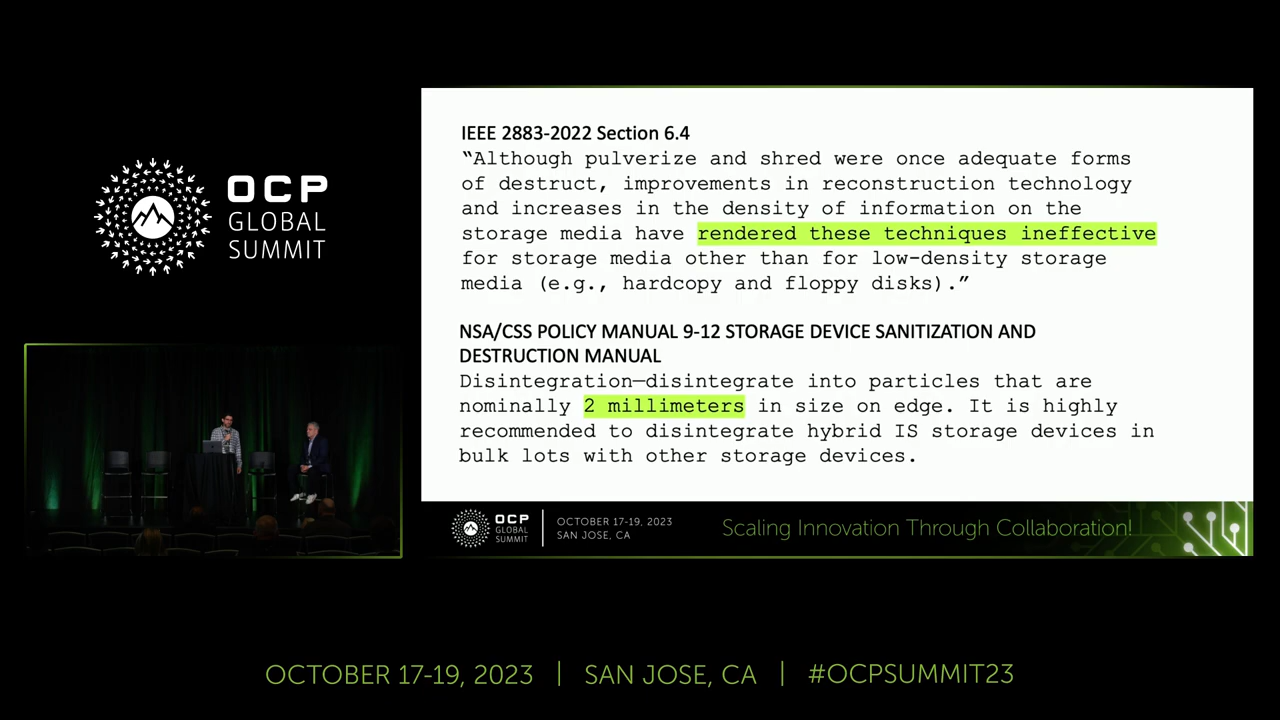 OCP
GLOBAL
SUMMIT
IEEE 2883-2022 Section 6.4
“Although pulverize and shred were once adequate forms
of destruct, improvements in reconstruction technology
and increases in the density of information on the
storage media have rendered these techniques ineffective
for storage media other than for low-density storage
media (e.g., hardcopy and floppy disks).”
NSA/CSS POLICY MANUAL 9-12 STORAGE DEVICE SANITIZATION AND
DESTRUCTION MANUAL
Disintegration—disintegrate into particles that are
nominally 2 millimeters in size on edge. It is highly
recommended to disintegrate hybrid IS storage devices in
bulk lots with other storage devices.
OCP
GLOBAL
SUMMIT
OCTOBER 17-19, 2023
SAN JOSE, CA
Scaling Innovation Through Collaboration!
OCTOBER 17-19, 2023 | SAN JOSE, CA | #OCPSUMMIT23